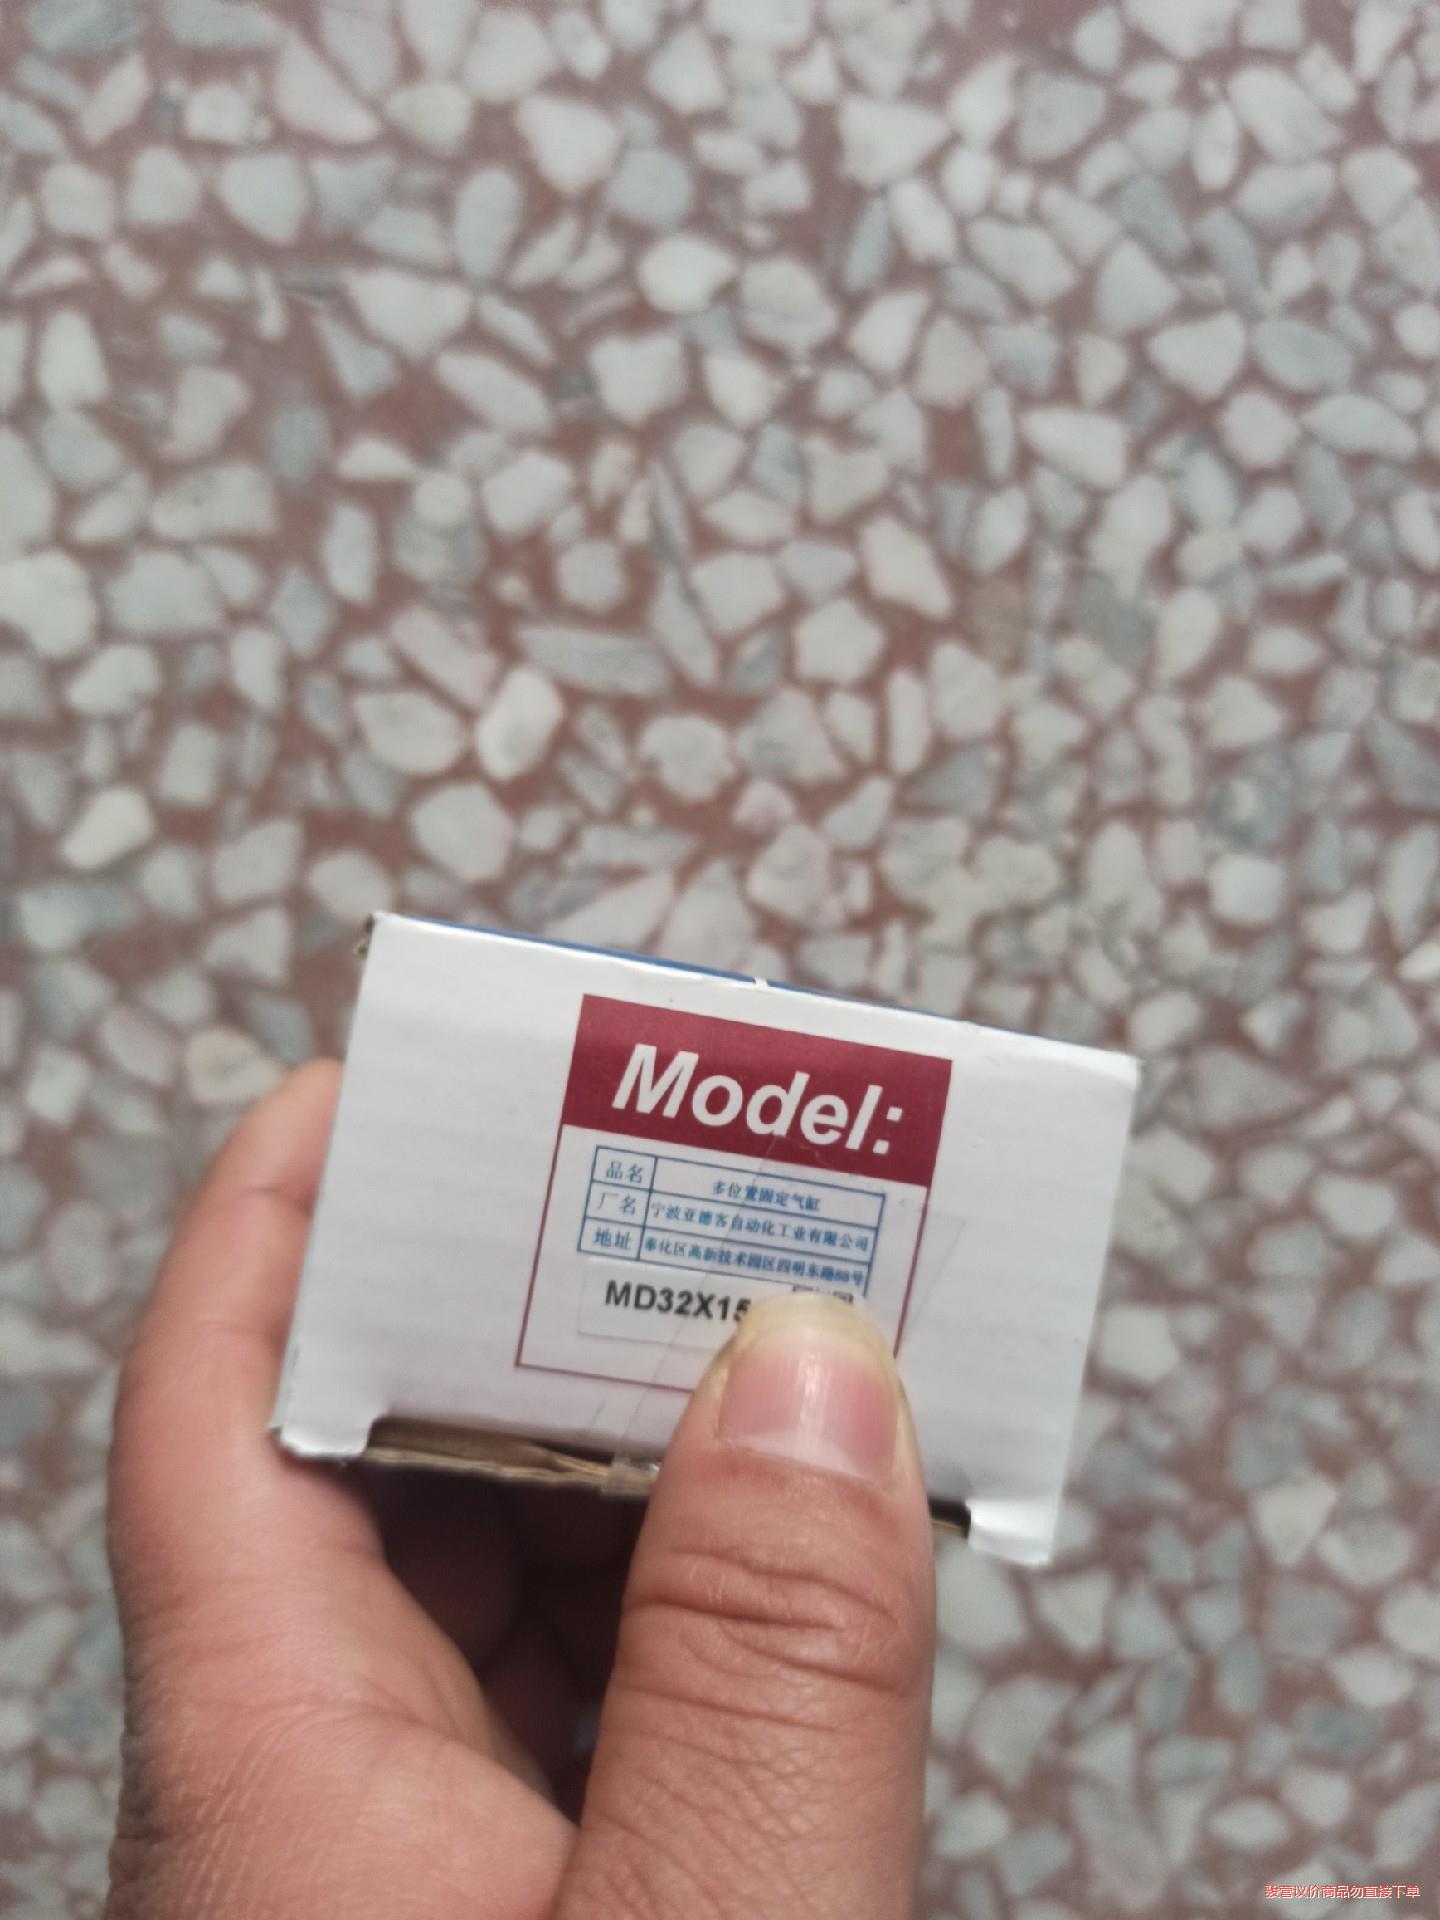 Model:
品名 多位置固定气缸
厂名 宁波亚德客自动化工业有限公司
地址 奉化区高新技术园区四明东路88号
MD32X15
骏营议价商品勿直接下单